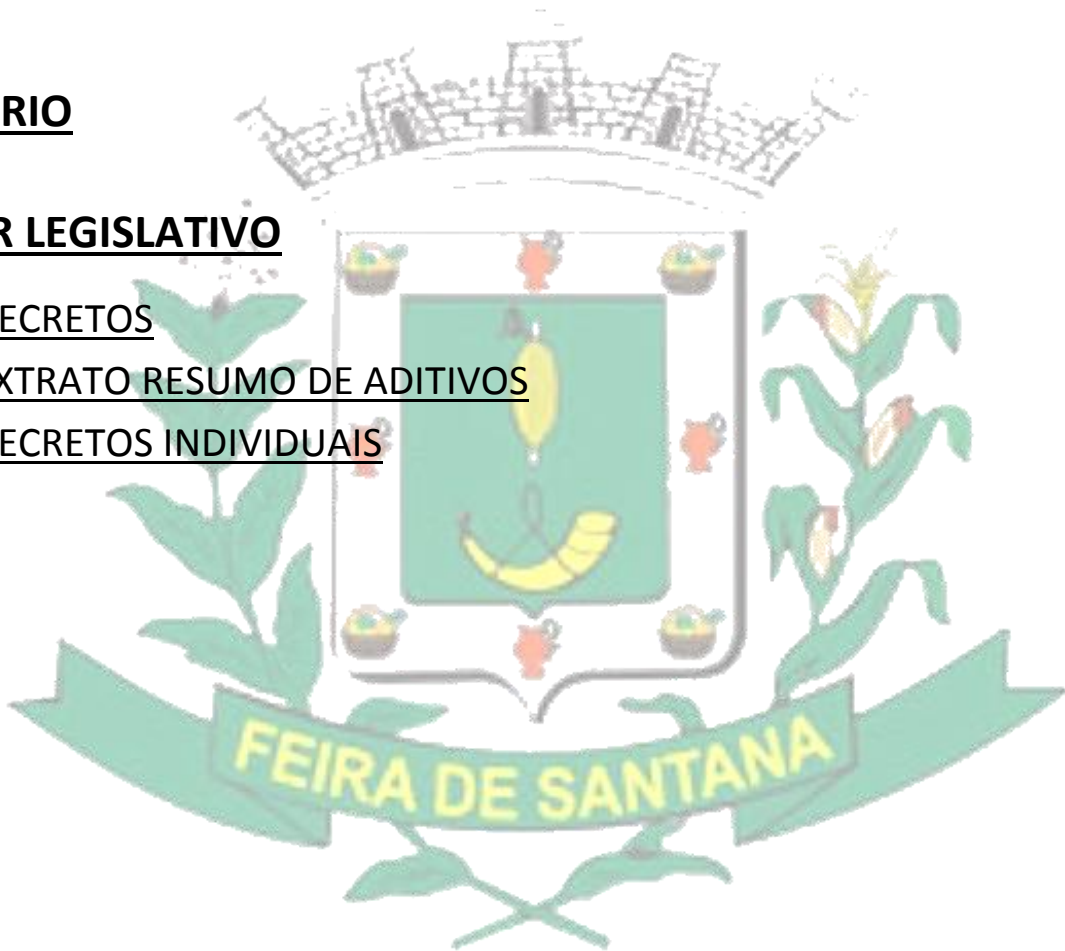 RIO
R LEGISLATIVO
ECRETOS
XTRATO RESUMO DE ADITIVOS
ECRETOS INDIVIDUAIS
FEIRA DE SANTANA